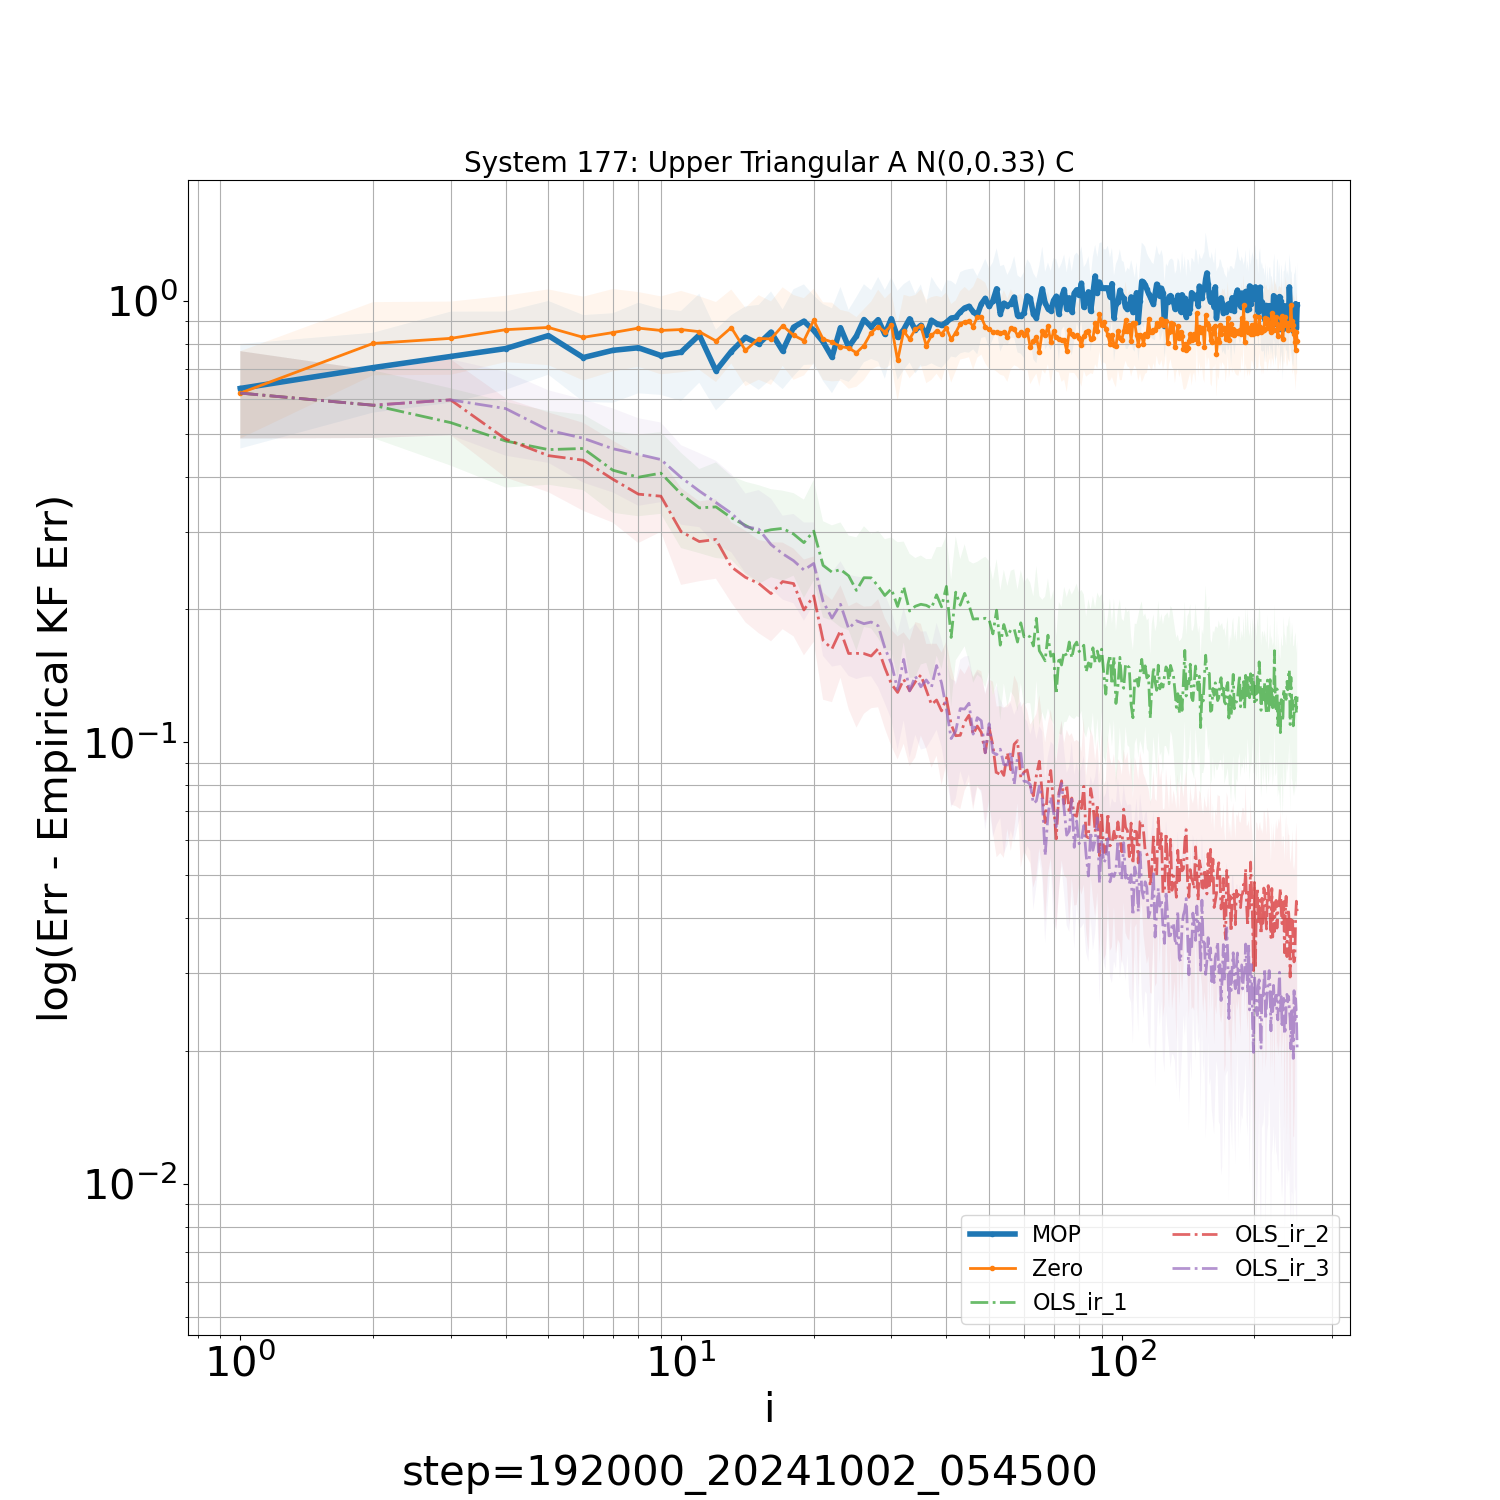 System 177: Upper Triangular A N(0,0.33) C
log(Err - Empirical KF Err)
10⁰
10⁻¹
10⁻²
10⁰ 10¹ 10²
i
MOP
Zero
OLS_ir_1
OLS_ir_2
OLS_ir_3
step=192000_20241002_054500